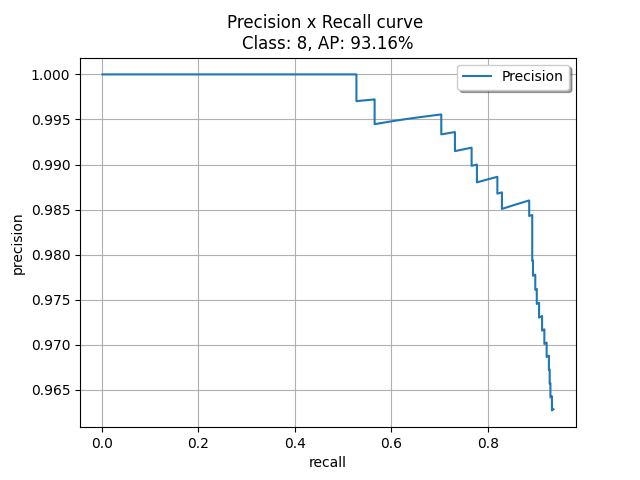 Precision x Recall curve
Class: 8, AP: 93.16%
Precision
1.000
0.995
0.990
0.985
0.980
0.975
0.970
0.965
precision
0.0 0.2 0.4 0.6 0.8
recall